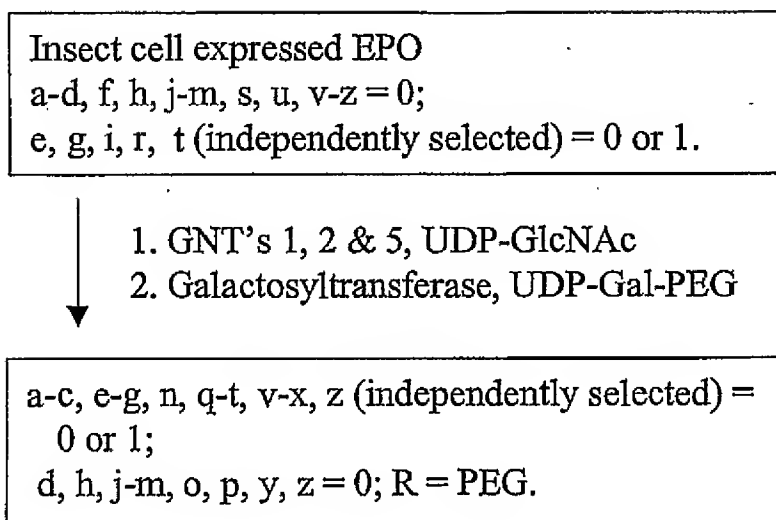 Insect cell expressed EPO
a-d, f, h, j-m, s, u, v-z = 0;
e, g, i, r, t (independently selected) = 0 or 1.
1. GNT's 1, 2 & 5, UDP-GlcNAc
2. Galactosyltransferase, UDP-Gal-PEG
a-c, e-g, n, q-t, v-x, z (independently selected) =
0 or 1;
d, h, j-m, o, p, y, z = 0; R = PEG.